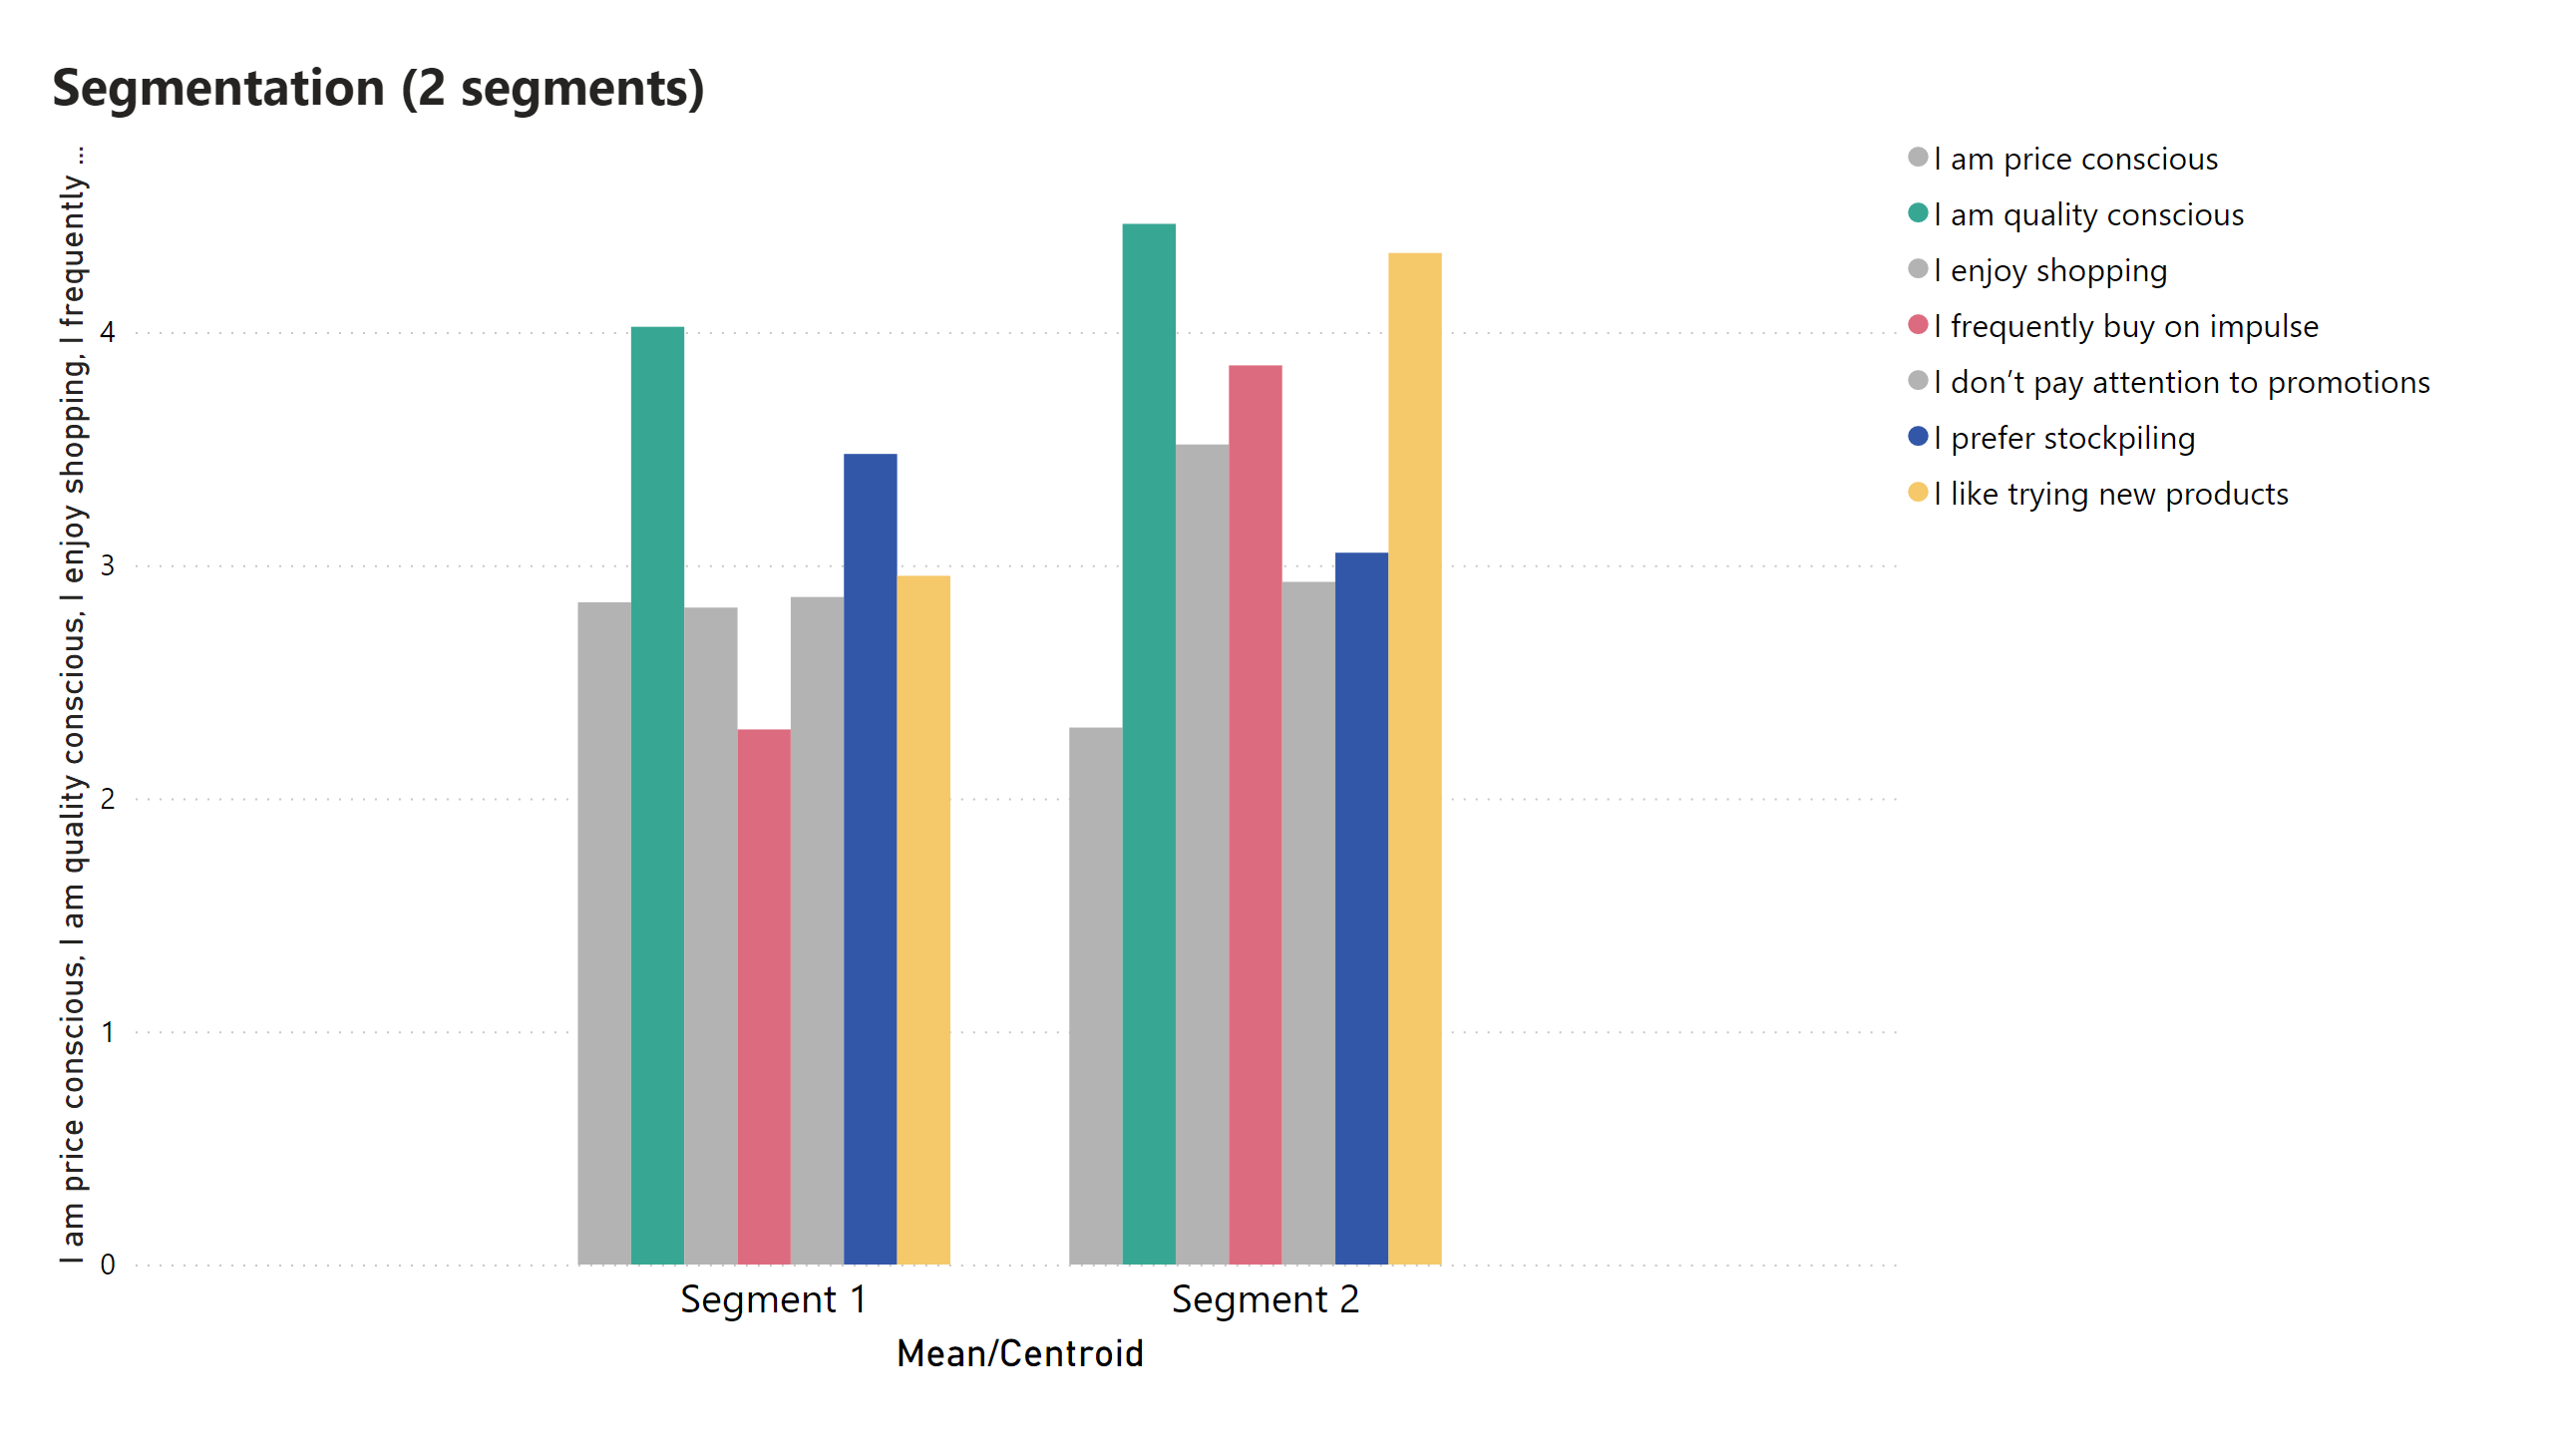 Segmentation (2 segments)
I am price conscious, I am quality conscious, I enjoy shopping, I frequently ...
4
3
2
1
0
Segment 1
Segment 2
Mean/Centroid
I am price conscious
I am quality conscious
I enjoy shopping
I frequently buy on impulse
I don’t pay attention to promotions
I prefer stockpiling
I like trying new products